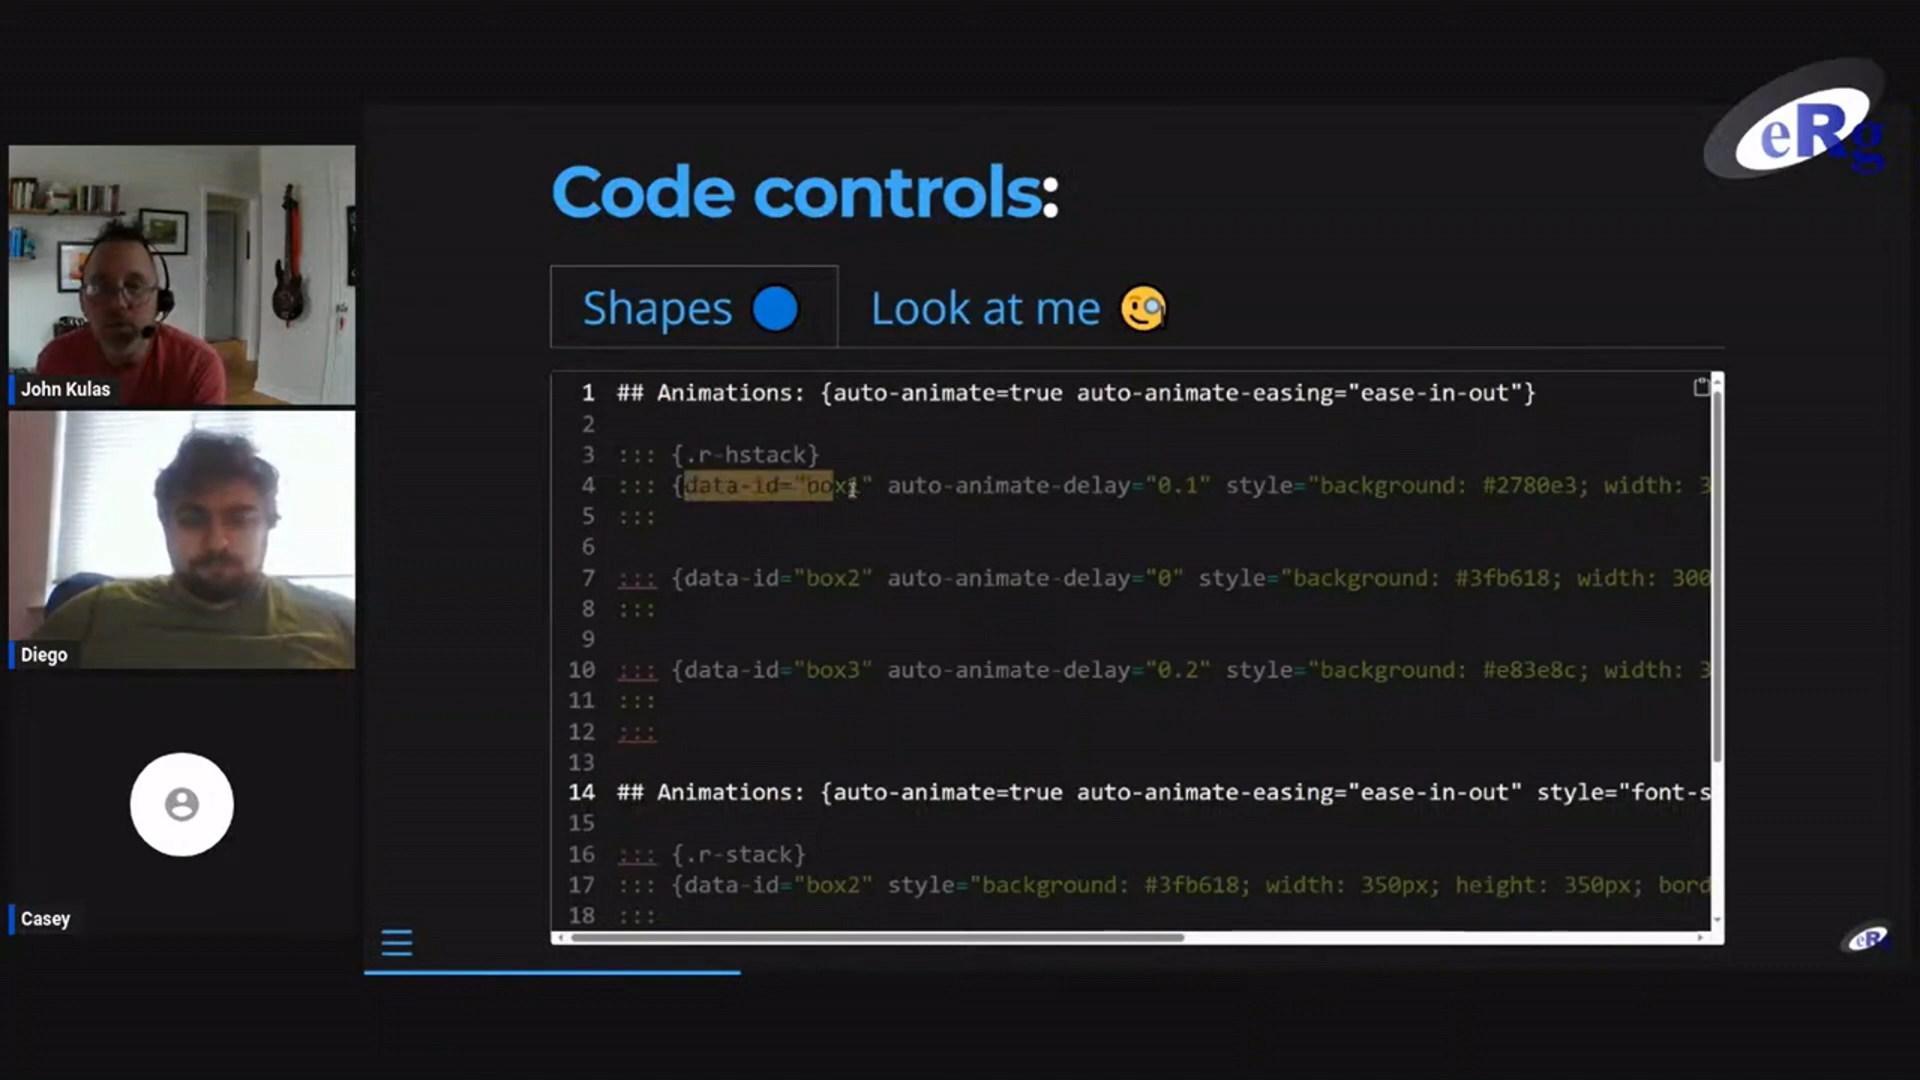 eRg
Code controls:
Shapes
Look at me
1 ## Animations: {auto-animate=true auto-animate-easing="ease-in-out"}
2
3 ::: {.r-hstack}
4 ::: {data-id="box1" auto-animate-delay="0.1" style="background: #2780e3; width: 3
5 :::
6
7 ::: {data-id="box2" auto-animate-delay="0" style="background: #3fb618; width: 300
8 :::
9
10 ::: {data-id="box3" auto-animate-delay="0.2" style="background: #e83e8c; width: 3
11 :::
12 :::
13
14 ## Animations: {auto-animate=true auto-animate-easing="ease-in-out" style="font-s
15
16 ::: {.r-stack}
17 ::: {data-id="box2" style="background: #3fb618; width: 350px; height: 350px; bord
18 :::
John Kulas
Diego
Casey
eRg